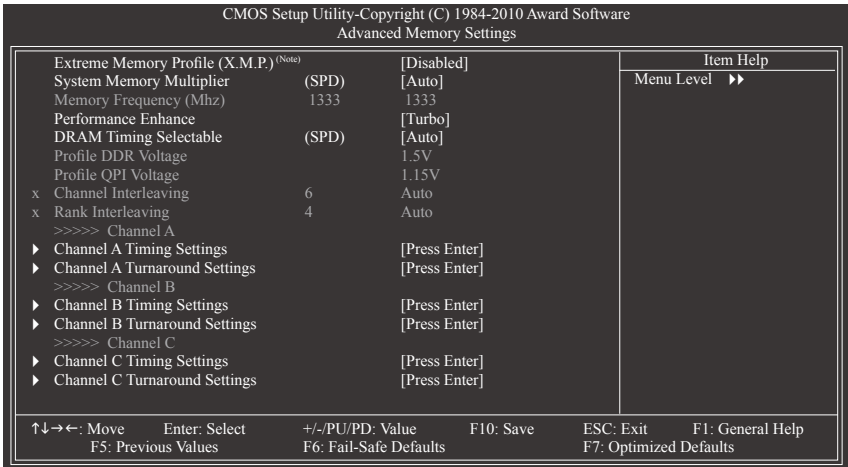 CMOS Setup Utility-Copyright (C) 1984-2010 Award Software
Advanced Memory Settings
Extreme Memory Profile (X.M.P.) (Note) [Disabled]
System Memory Multiplier (SPD) [Auto]
Memory Frequency (Mhz) 1333 1333
Performance Enhance [Turbo]
DRAM Timing Selectable (SPD) [Auto]
Profile DDR Voltage 1.5V
Profile QPI Voltage 1.15V
x Channel Interleaving 6 Auto
x Rank Interleaving 4 Auto
>>>>> Channel A
Channel A Timing Settings [Press Enter]
Channel A Turnaround Settings [Press Enter]
>>>>> Channel B
Channel B Timing Settings [Press Enter]
Channel B Turnaround Settings [Press Enter]
>>>>> Channel C
Channel C Timing Settings [Press Enter]
Channel C Turnaround Settings [Press Enter]
Item Help
Menu Level
↑↓→←: Move Enter: Select +/-/PU/PD: Value F10: Save ESC: Exit F1: General Help
F5: Previous Values F6: Fail-Safe Defaults F7: Optimized Defaults